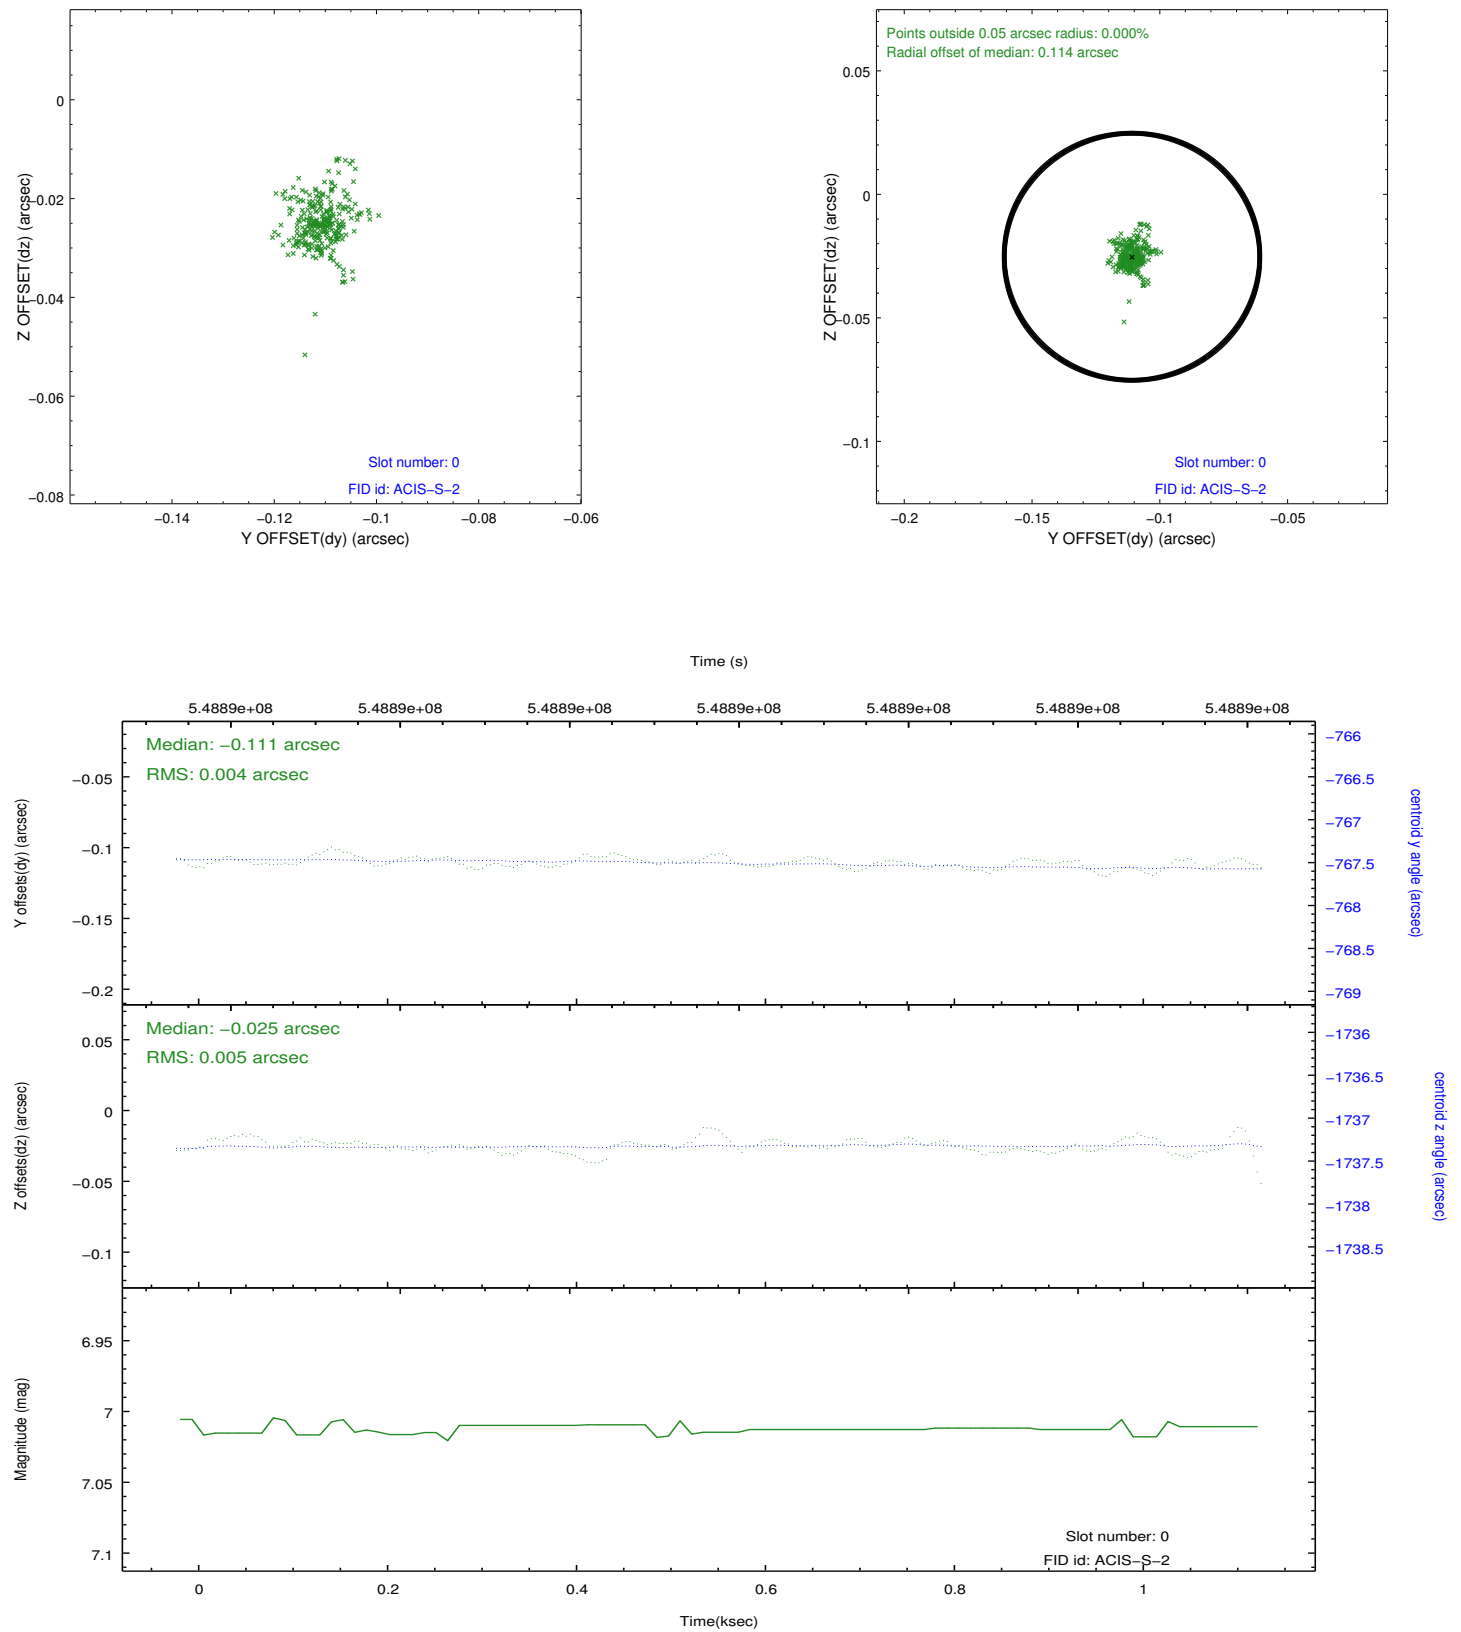 0
−0.02
−0.04
−0.06
−0.08
Z OFFSET(dz) (arcsec)
Slot number: 0
FID id: ACIS−S−2
−0.14 −0.12 −0.1 −0.08 −0.06
Y OFFSET(dy) (arcsec)
Points outside 0.05 arcsec radius: 0.000%
Radial offset of median: 0.114 arcsec
0.05
0
−0.05
−0.1
Z OFFSET(dz) (arcsec)
Slot number: 0
FID id: ACIS−S−2
−0.2 −0.15 −0.1 −0.05
Y OFFSET(dy) (arcsec)
Time (s)
5.4889e+08 5.4889e+08 5.4889e+08 5.4889e+08 5.4889e+08 5.4889e+08 5.4889e+08
Median: −0.111 arcsec
RMS: 0.004 arcsec
−0.05
−0.1
−0.15
−0.2
Y offsets(dy) (arcsec)
−766
−766.5
−767
−767.5
−768
−768.5
−769
centroid y angle (arcsec)
Median: −0.025 arcsec
RMS: 0.005 arcsec
0.05
0
−0.05
−0.1
Z offsets(dz) (arcsec)
−1736
−1736.5
−1737
−1737.5
−1738
−1738.5
centroid z angle (arcsec)
6.95
7
7.05
7.1
Magnitude (mag)
Slot number: 0
FID id: ACIS−S−2
0 0.2 0.4 0.6 0.8 1
Time(ksec)